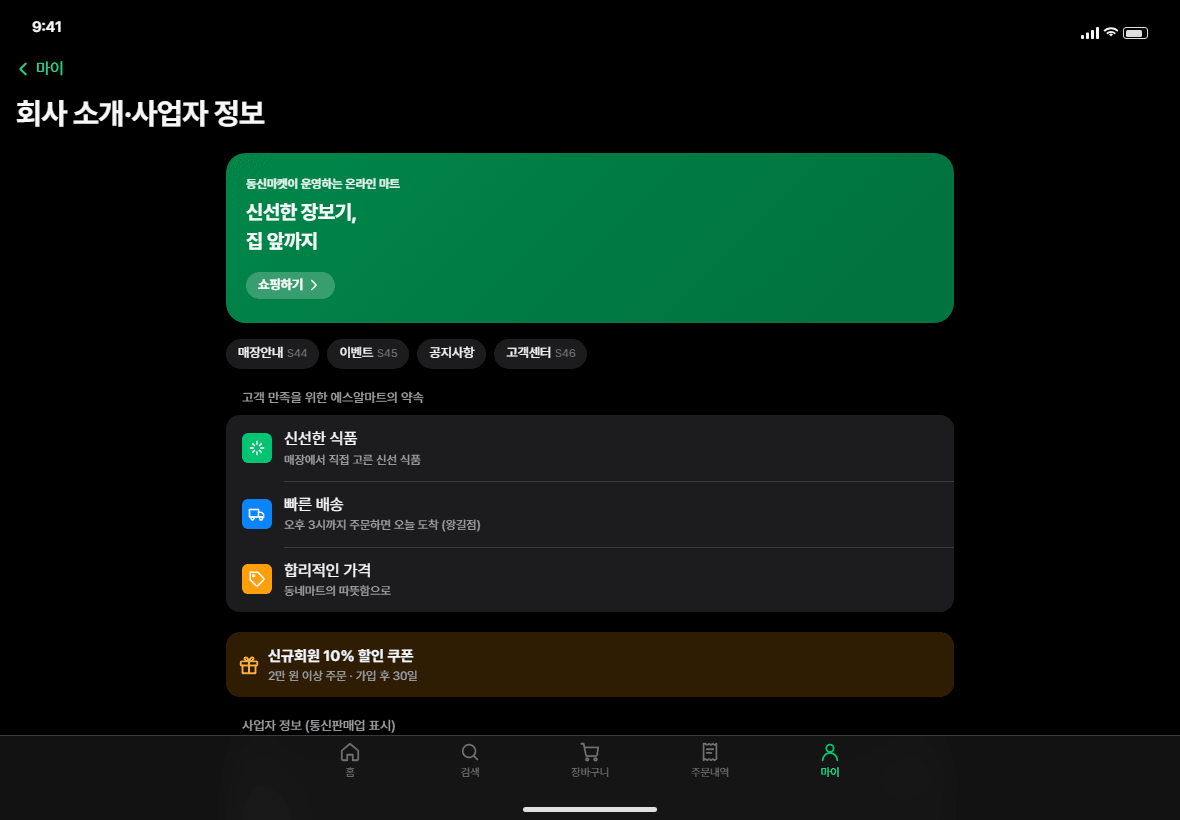 9:41
마이
회사 소개·사업자 정보
동신마켓이 운영하는 온라인 마트
신선한 장보기,
집 앞까지
쇼핑하기
매장안내 S44
이벤트 S45
공지사항
고객센터 S46
고객 만족을 위한 에스알마트의 약속
신선한 식품
매장에서 직접 고른 신선 식품
빠른 배송
오후 3시까지 주문하면 오늘 도착 (왕길점)
합리적인 가격
동네마트의 따뜻함으로
신규회원 10% 할인 쿠폰
2만 원 이상 주문 · 가입 후 30일
사업자 정보 (통신판매업 표시)
홈
검색
장바구니
주문내역
마이